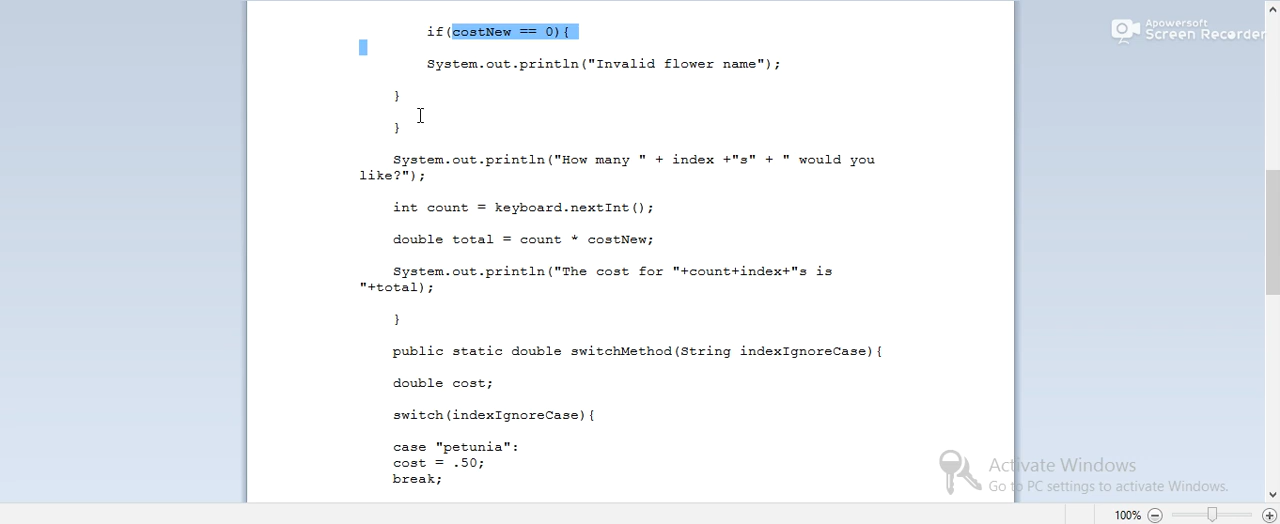 if(costNew == 0){
System.out.println("Invalid flower name");
}
}
System.out.println("How many " + index +"s" + " would you
like?");
int count = keyboard.nextInt();
double total = count * costNew;
System.out.println("The cost for "+count+index+"s is
"+total);
}
public static double switchMethod(String indexIgnoreCase){
double cost;
switch(indexIgnoreCase){
case "petunia":
cost = .50;
break;
Apowersoft
Screen Recorder
Activate Windows
Go to PC settings to activate Windows.
100%